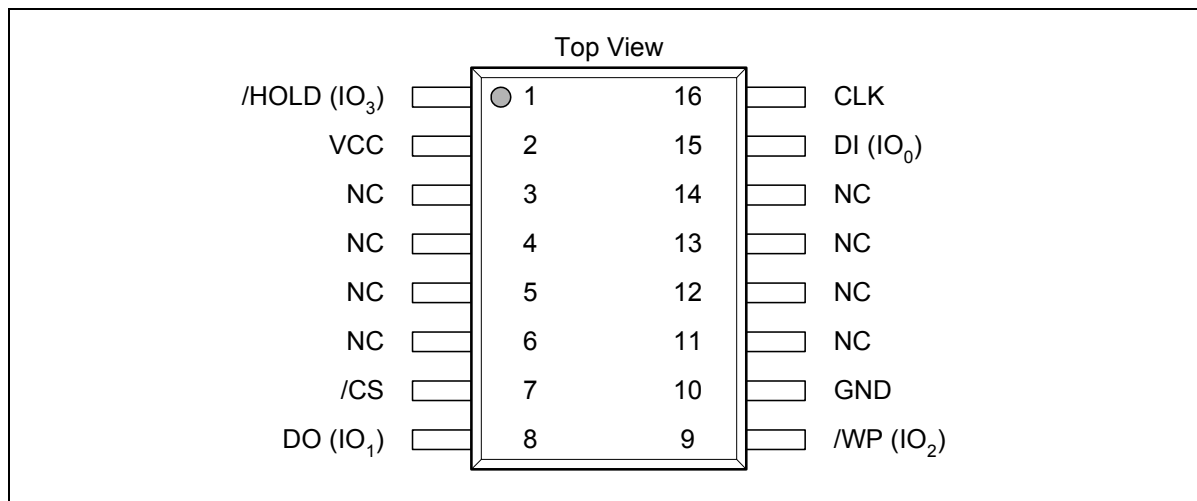 Top View
/HOLD (IO₃) 1 16 CLK
VCC 2 15 DI (IO₀)
NC 3 14 NC
NC 4 13 NC
NC 5 12 NC
NC 6 11 NC
/CS 7 10 GND
DO (IO₁) 8 9 /WP (IO₂)